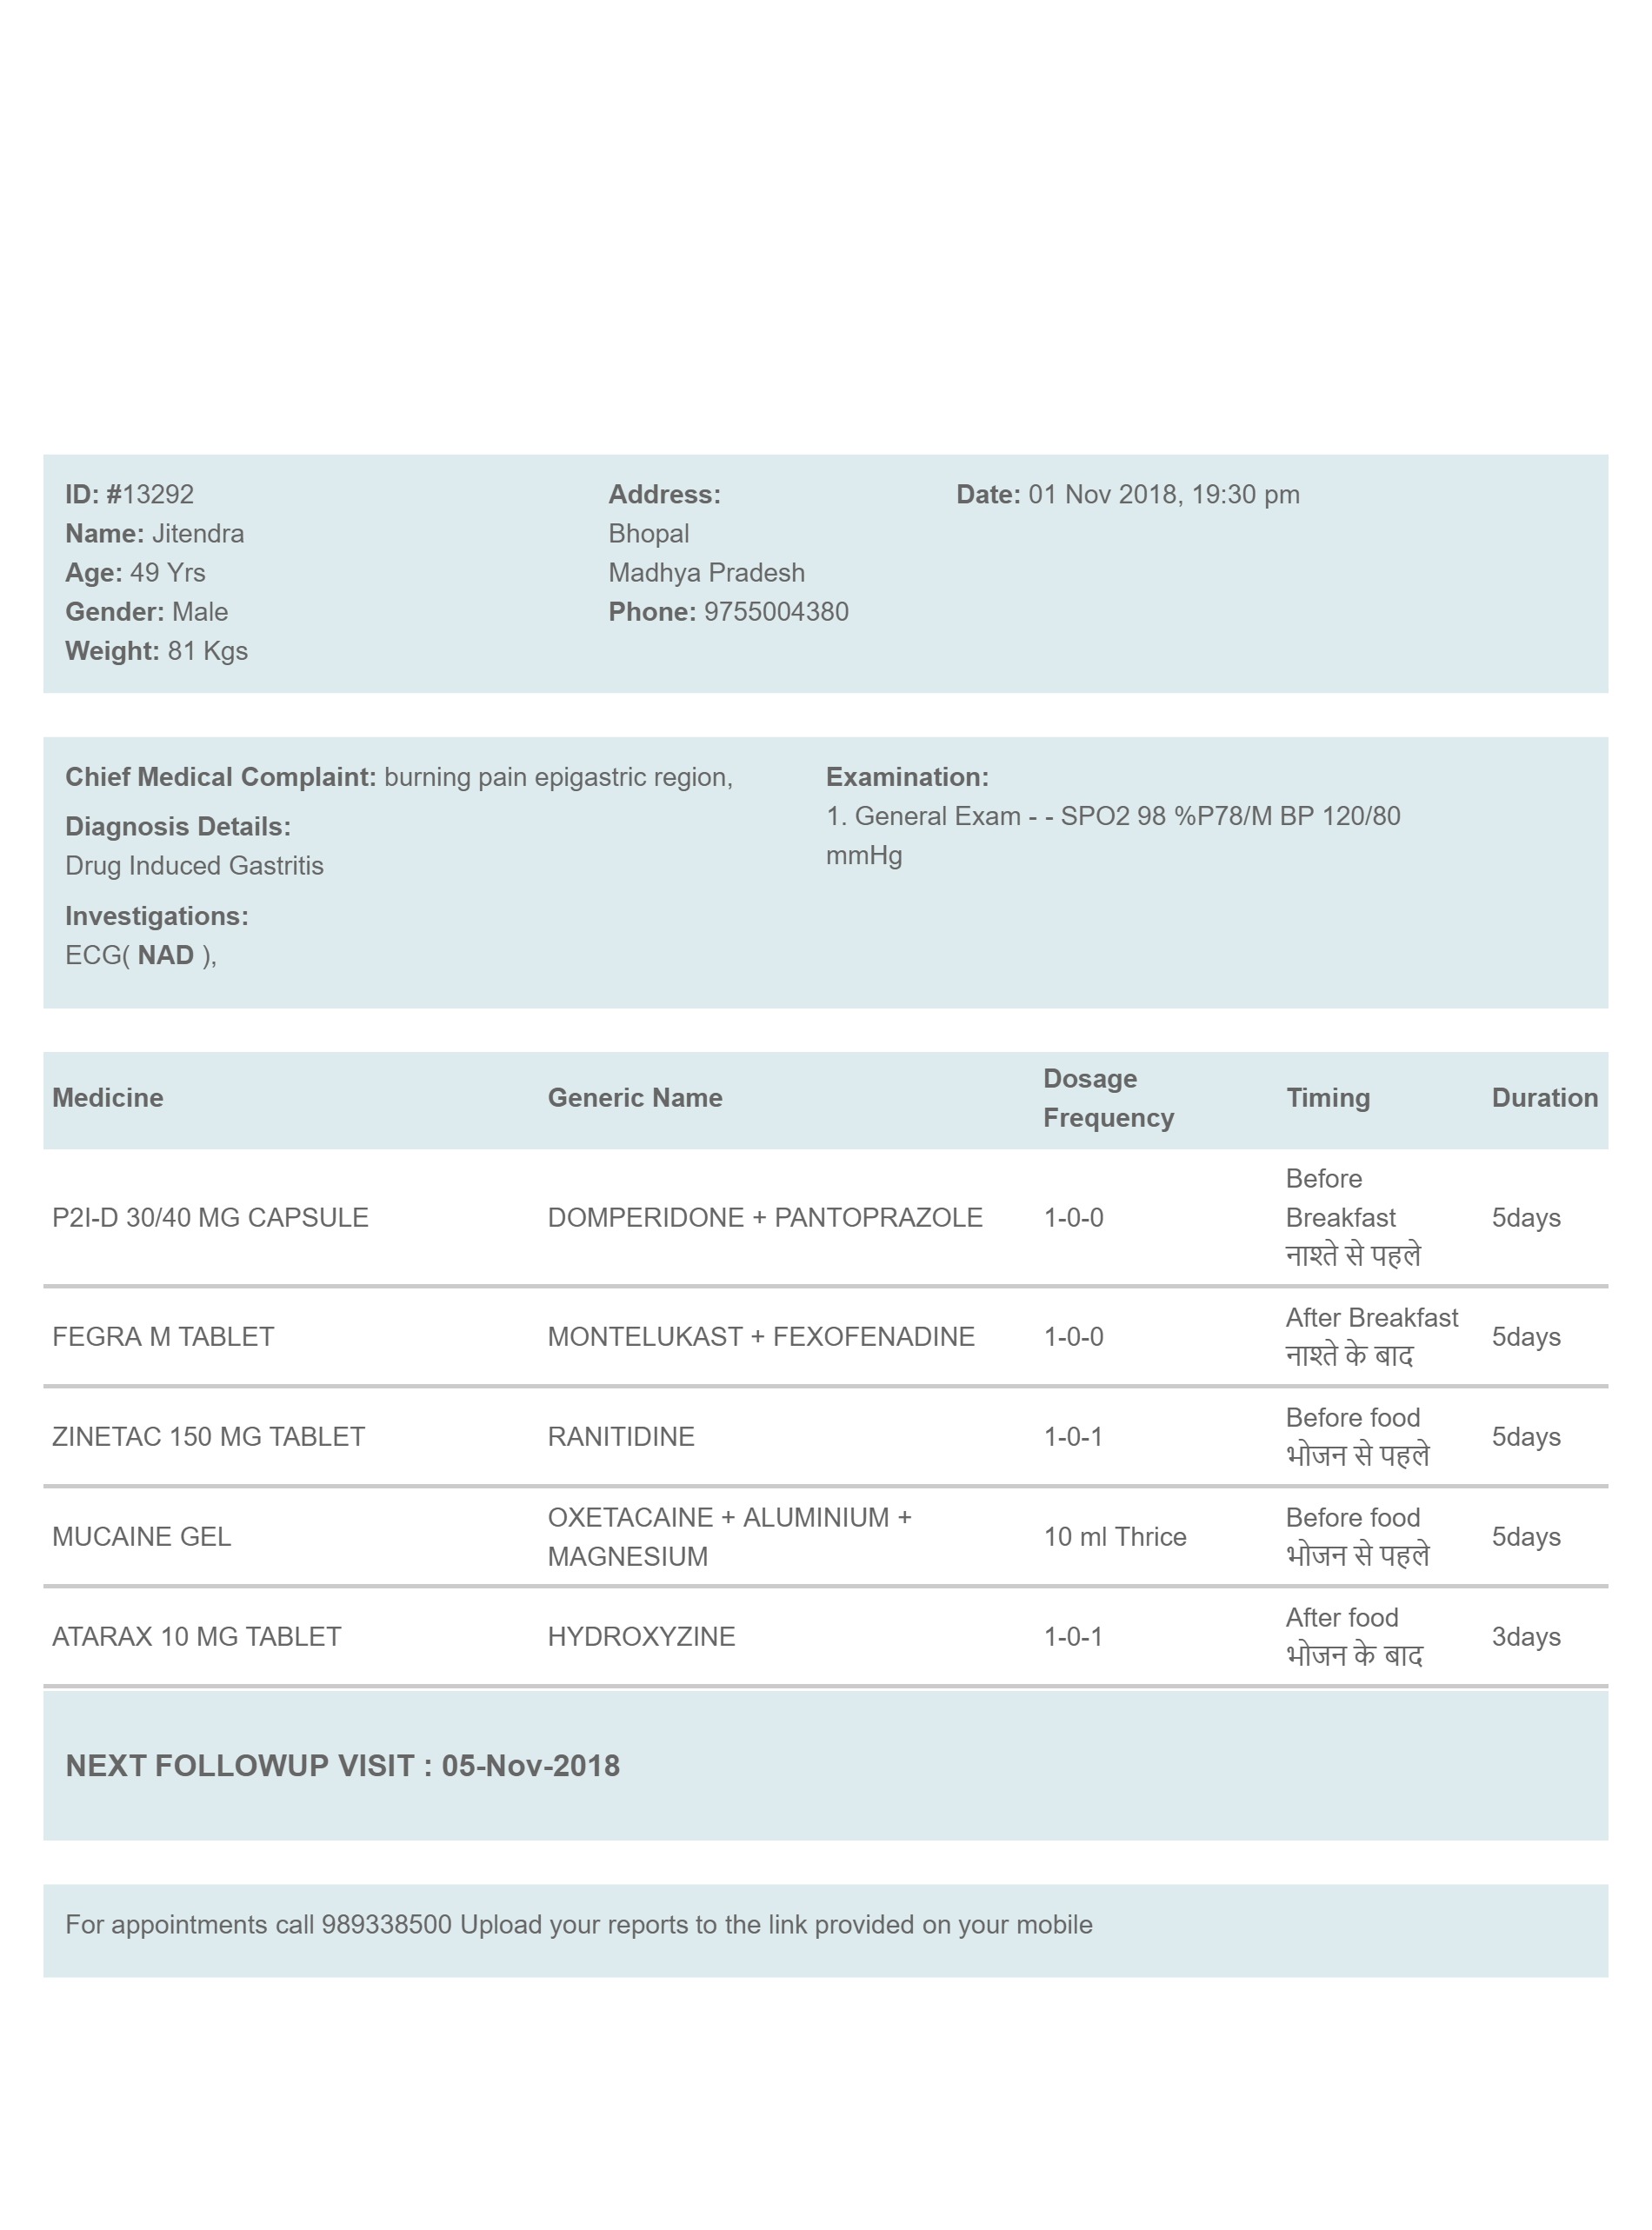 ID: #13292
Name: Jitendra
Age: 49 Yrs
Gender: Male
Weight: 81 Kgs
Address:
Bhopal
Madhya Pradesh
Phone: 9755004380
Date: 01 Nov 2018, 19:30 pm
Chief Medical Complaint: burning pain epigastric region,
Diagnosis Details:
Drug Induced Gastritis
Investigations:
ECG( NAD ),
Examination:
1. General Exam - - SPO2 98 %P78/M BP 120/80
mmHg
Medicine
Generic Name
Dosage
Frequency
Timing
Duration
P2I-D 30/40 MG CAPSULE
DOMPERIDONE + PANTOPRAZOLE
1-0-0
Before
Breakfast
नाश्ते से पहले
5days
FEGRA M TABLET
MONTELUKAST + FEXOFENADINE
1-0-0
After Breakfast
नाश्ते के बाद
5days
ZINETAC 150 MG TABLET
RANITIDINE
1-0-1
Before food
भोजन से पहले
5days
MUCAINE GEL
OXETACAINE + ALUMINIUM +
MAGNESIUM
10 ml Thrice
Before food
भोजन से पहले
5days
ATARAX 10 MG TABLET
HYDROXYZINE
1-0-1
After food
भोजन के बाद
3days
NEXT FOLLOWUP VISIT : 05-Nov-2018
For appointments call 989338500 Upload your reports to the link provided on your mobile